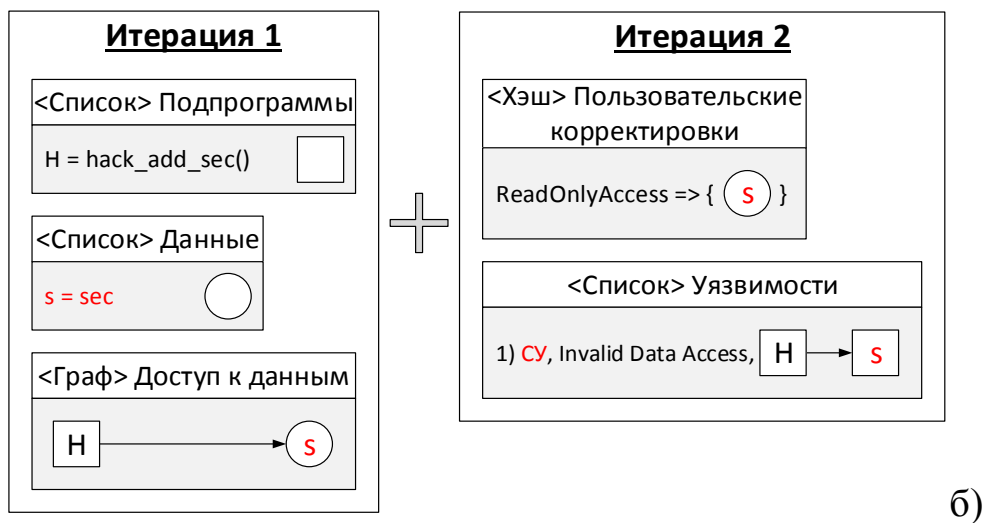 Итерация 1
<Список> Подпрограммы
H = hack_add_sec()
<Список> Данные
s = sec
<Граф> Доступ к данным
H
s
Итерация 2
<Хэш> Пользовательские
корректировки
ReadOnlyAccess => { s }
<Список> Уязвимости
1) СУ, Invalid Data Access, H s
б)